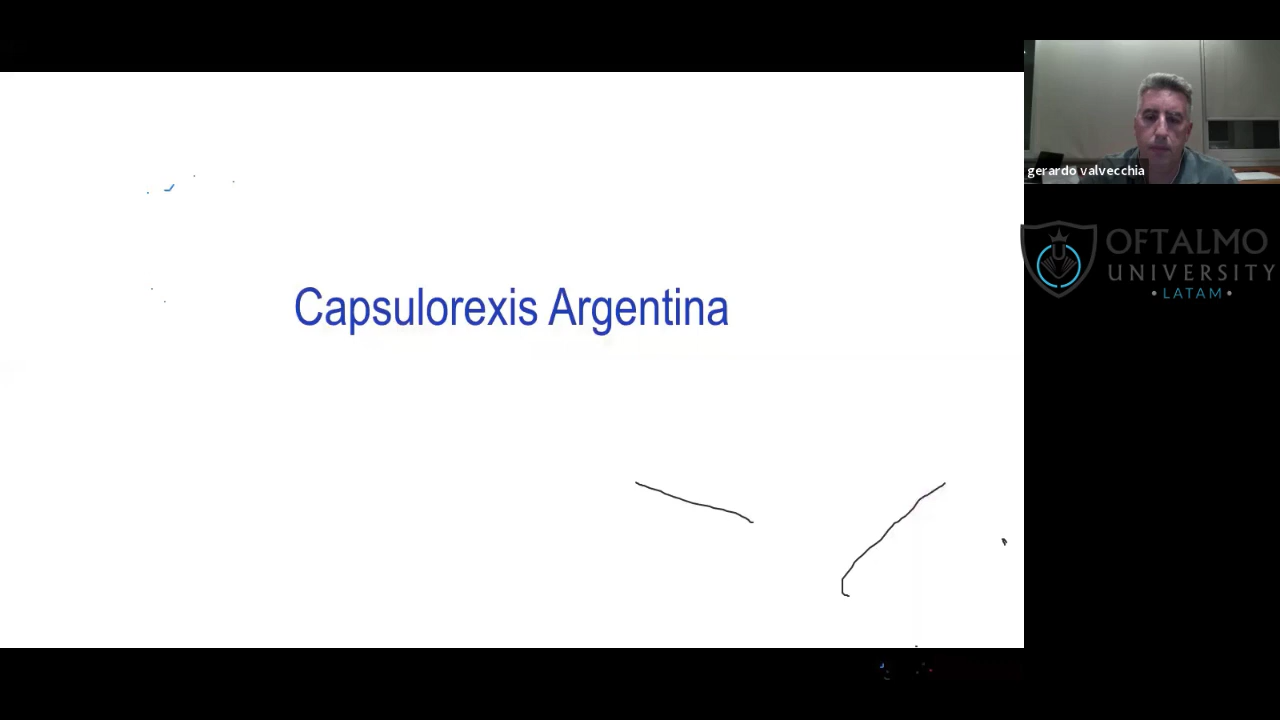 Capsulorexis Argentina
gerardo valvecchia
OFTALMO
UNIVERSITY
• LATAM •